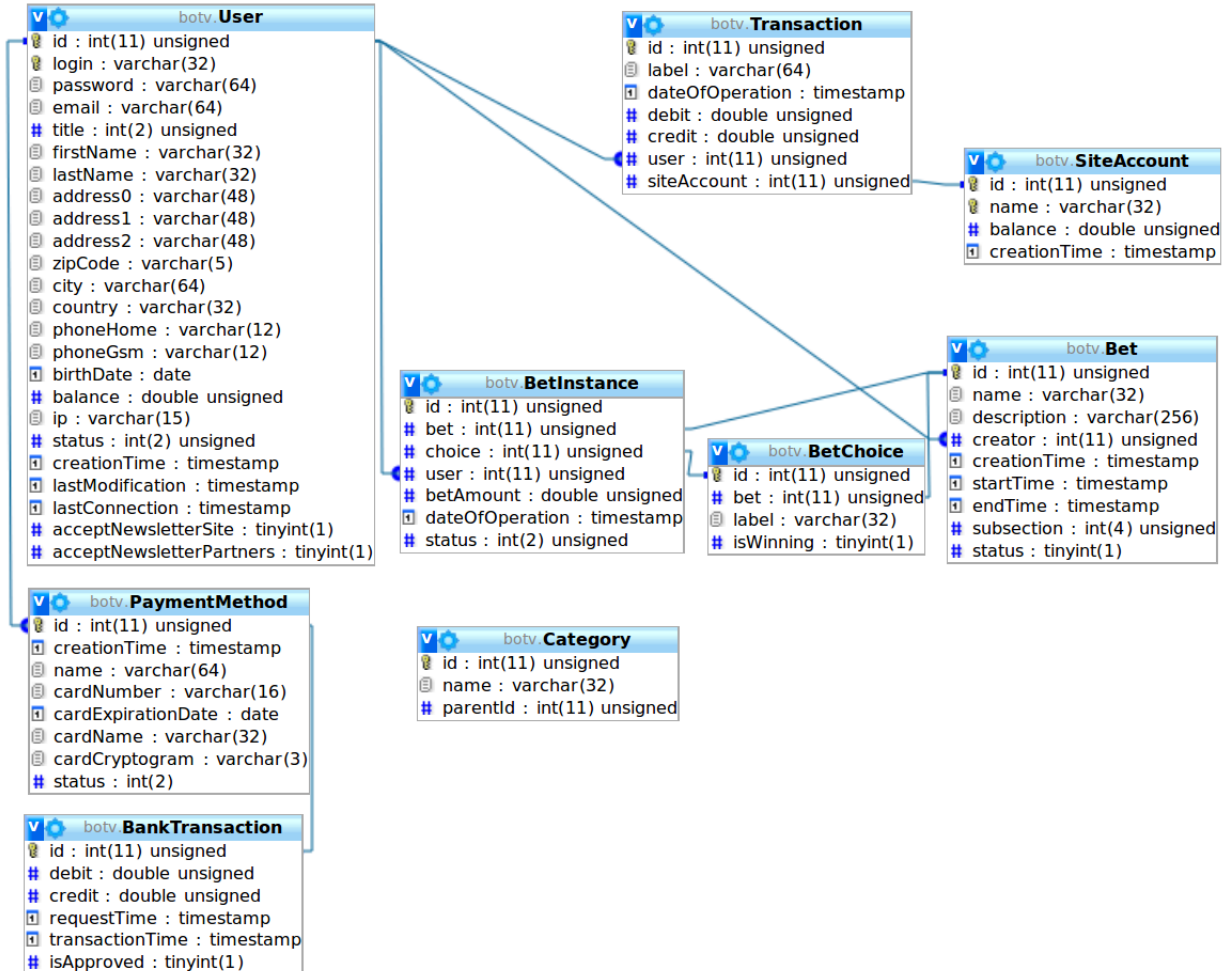 botv.User
id : int(11) unsigned
login : varchar(32)
password : varchar(64)
email : varchar(64)
title : int(2) unsigned
firstName : varchar(32)
lastName : varchar(32)
address0 : varchar(48)
address1 : varchar(48)
address2 : varchar(48)
zipCode : varchar(5)
city : varchar(64)
country : varchar(32)
phoneHome : varchar(12)
phoneGsm : varchar(12)
birthDate : date
balance : double unsigned
ip : varchar(15)
status : int(2) unsigned
creationTime : timestamp
lastModification : timestamp
lastConnection : timestamp
acceptNewsletterSite : tinyint(1)
acceptNewsletterPartners : tinyint(1)
botv.Transaction
id : int(11) unsigned
label : varchar(64)
dateOfOperation : timestamp
debit : double unsigned
credit : double unsigned
user : int(11) unsigned
siteAccount : int(11) unsigned
botv.SiteAccount
id : int(11) unsigned
name : varchar(32)
balance : double unsigned
creationTime : timestamp
botv.BetInstance
id : int(11) unsigned
bet : int(11) unsigned
choice : int(11) unsigned
user : int(11) unsigned
betAmount : double unsigned
dateOfOperation : timestamp
status : int(2) unsigned
botv.BetChoice
id : int(11) unsigned
bet : int(11) unsigned
label : varchar(32)
isWinning : tinyint(1)
botv.Bet
id : int(11) unsigned
name : varchar(32)
description : varchar(256)
creator : int(11) unsigned
creationTime : timestamp
startTime : timestamp
endTime : timestamp
subsection : int(4) unsigned
status : tinyint(1)
botv.PaymentMethod
id : int(11) unsigned
creationTime : timestamp
name : varchar(64)
cardNumber : varchar(16)
cardExpirationDate : date
cardName : varchar(32)
cardCryptogram : varchar(3)
status : int(2)
botv.Category
id : int(11) unsigned
name : varchar(32)
parentId : int(11) unsigned
botv.BankTransaction
id : int(11) unsigned
debit : double unsigned
credit : double unsigned
requestTime : timestamp
transactionTime : timestamp
isApproved : tinyint(1)